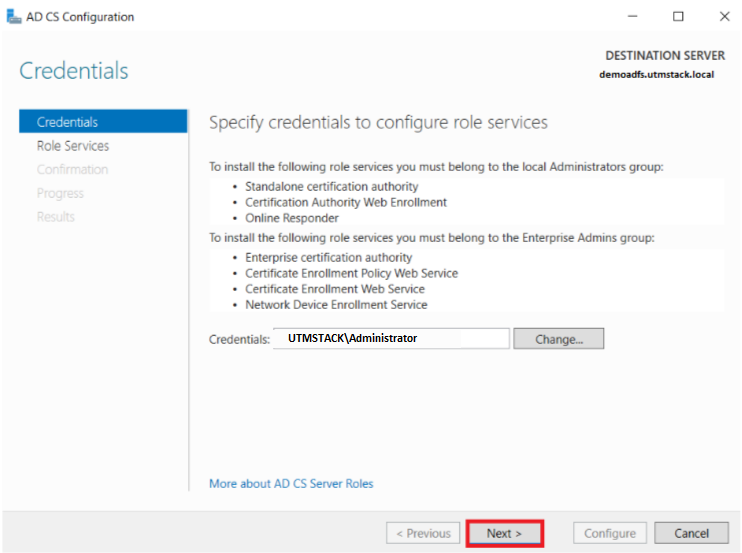 AD CS Configuration
Credentials
DESTINATION SERVER
demoadfs.utmstack.local
Credentials
Role Services
Confirmation
Progress
Results
Specify credentials to configure role services
To install the following role services you must belong to the local Administrators group:
• Standalone certification authority
• Certification Authority Web Enrollment
• Online Responder
To install the following role services you must belong to the Enterprise Admins group:
• Enterprise certification authority
• Certificate Enrollment Policy Web Service
• Certificate Enrollment Web Service
• Network Device Enrollment Service
Credentials: UTMSTACK\Administrator Change...
More about AD CS Server Roles
< Previous Next > Configure Cancel